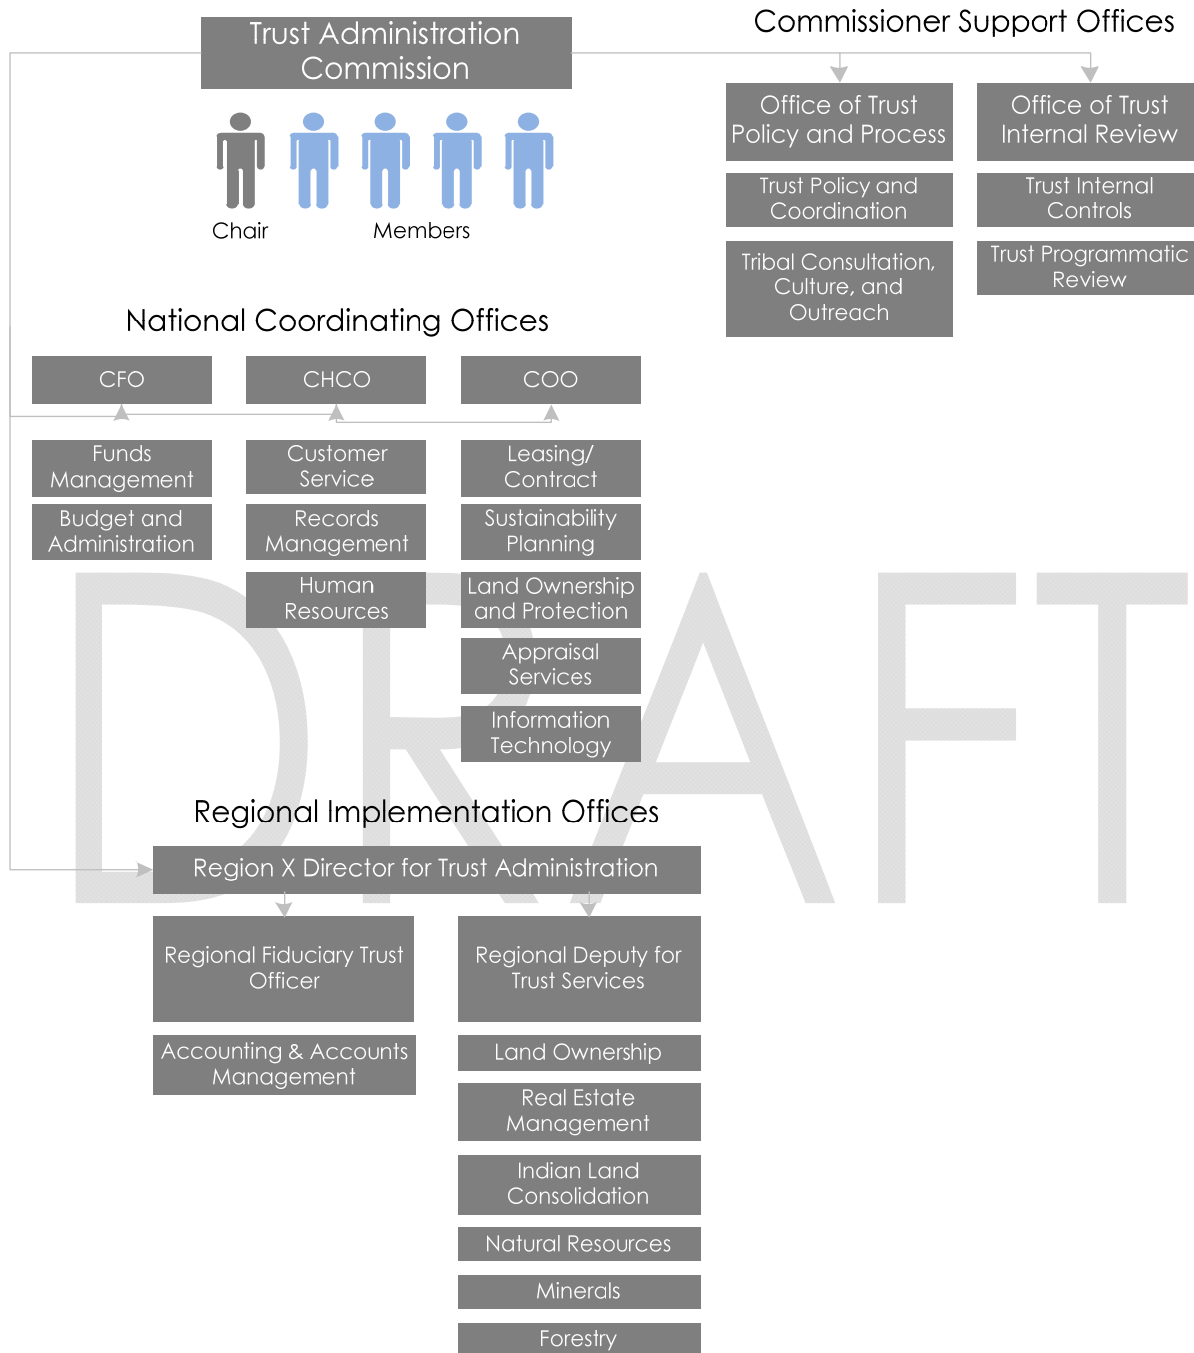 Trust Administration
Commission
Chair
Members
Commissioner Support Offices
Office of Trust
Policy and Process
Trust Policy and
Coordination
Tribal Consultation,
Culture, and
Outreach
Office of Trust
Internal Review
Trust Internal
Controls
Trust Programmatic
Review
National Coordinating Offices
CFO
Funds
Management
Budget and
Administration
CHCO
Customer
Service
Records
Management
Human
Resources
COO
Leasing/
Contract
Sustainability
Planning
Land Ownership
and Protection
Appraisal
Services
Information
Technology
DRAFT
Regional Implementation Offices
Region X Director for Trust Administration
Regional Fiduciary Trust
Officer
Accounting & Accounts
Management
Regional Deputy for
Trust Services
Land Ownership
Real Estate
Management
Indian Land
Consolidation
Natural Resources
Minerals
Forestry